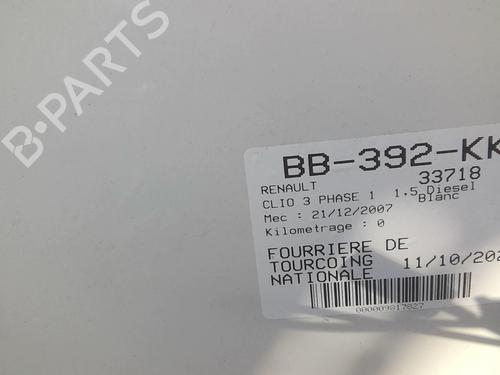 BB-392-KK
RENAULT 33718
CLIO 3 PHASE 1 1.5 Diesel
Blanc
Mec : 21/12/2007
Kilometrage : 0
FOURRIERE DE
TOURCOING 11/10/202
NATIONALE
000009817827